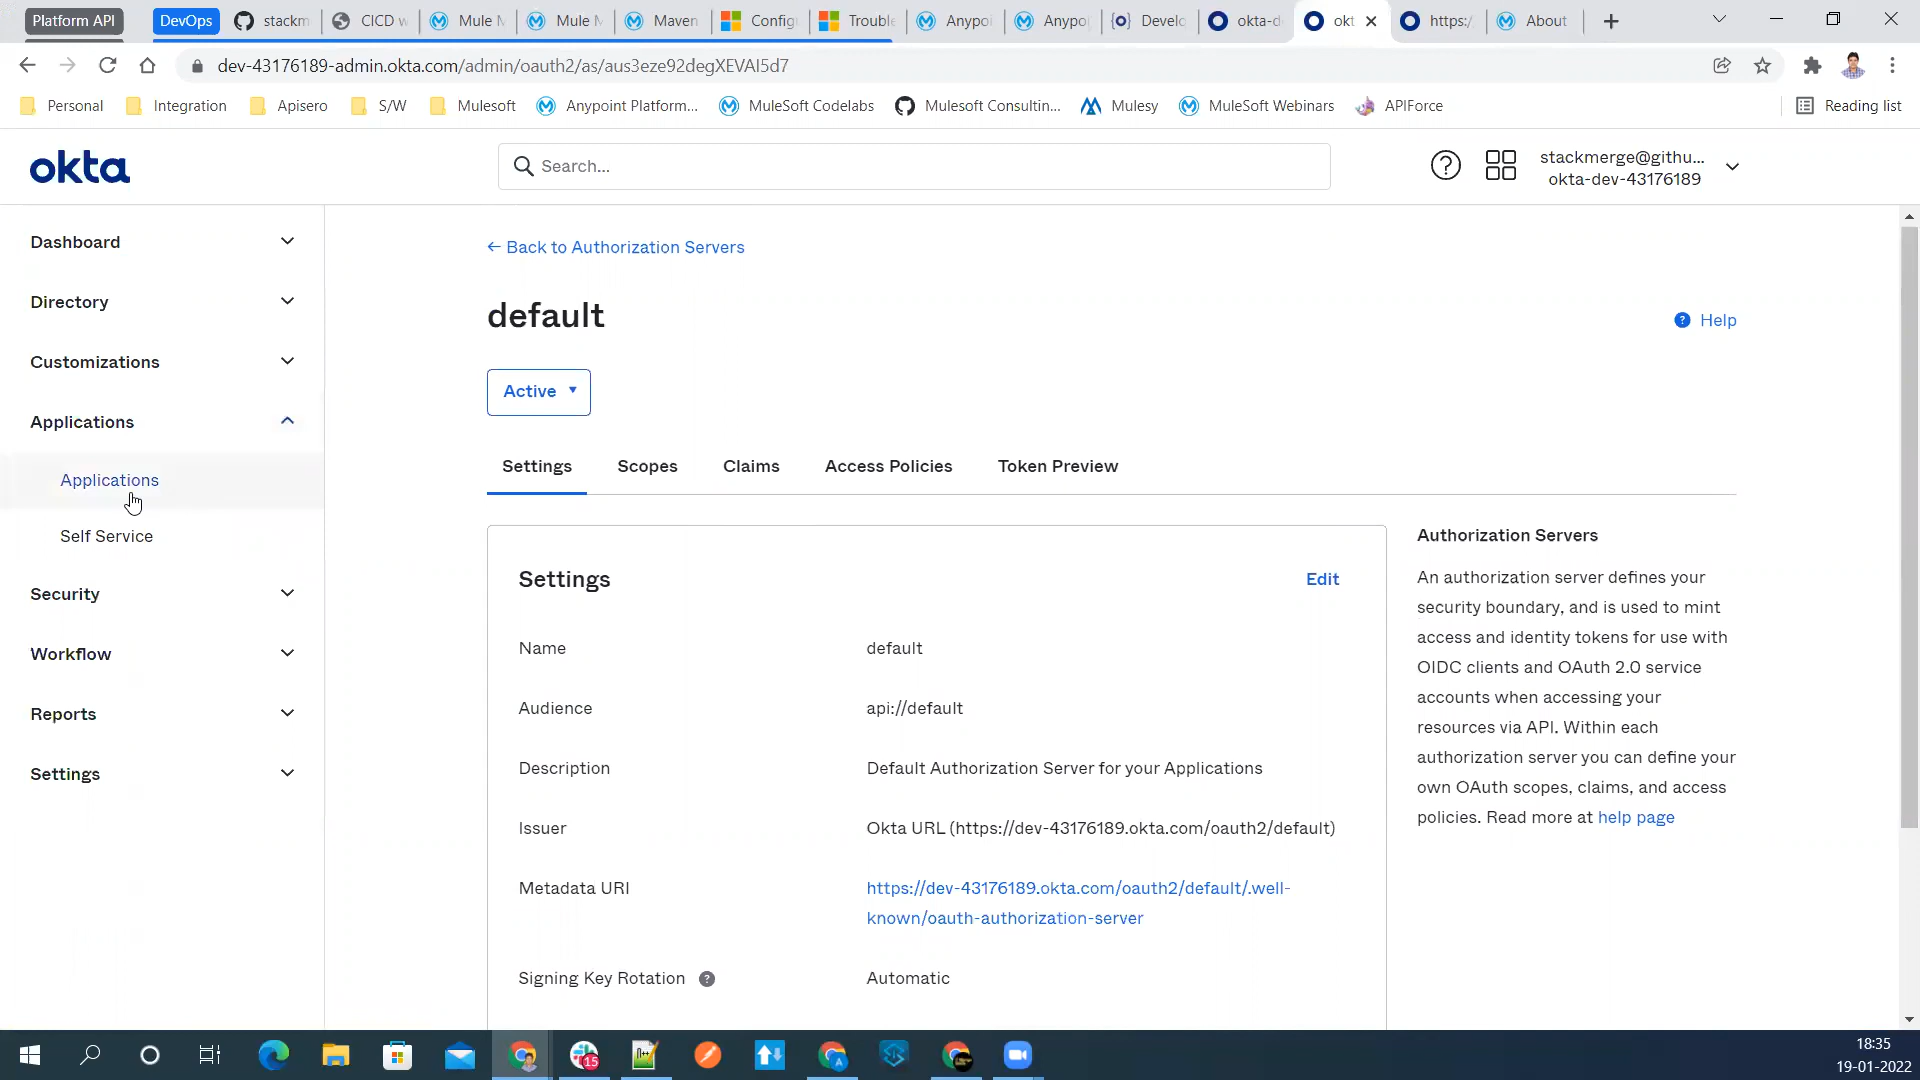 Platform API
DevOps
stackm
CICD w
Mule M
Mule M
Maven
Config
Trouble
Anypo
Anypo
Develo
okta-d
okt
https:/
About
dev-43176189-admin.okta.com/admin/oauth2/as/aus3eze92degXEVAI5d7
Personal
Integration
Apisero
S/W
Mulesoft
Anypoint Platform...
MuleSoft Codelabs
Mulesoft Consultin...
Mulesy
MuleSoft Webinars
APIForce
Reading list
okta
Search...
stackmerge@githu...
okta-dev-43176189
Dashboard
Directory
Customizations
Applications
Applications
Self Service
Security
Workflow
Reports
Settings
← Back to Authorization Servers
default
Help
Active
Settings
Scopes
Claims
Access Policies
Token Preview
Settings
Edit
Name
default
Audience
api://default
Description
Default Authorization Server for your Applications
Issuer
Okta URL (https://dev-43176189.okta.com/oauth2/default)
Metadata URI
https://dev-43176189.okta.com/oauth2/default/.well-
known/oauth-authorization-server
Signing Key Rotation
Automatic
Authorization Servers
An authorization server defines your
security boundary, and is used to mint
access and identity tokens for use with
OIDC clients and OAuth 2.0 service
accounts when accessing your
resources via API. Within each
authorization server you can define your
own OAuth scopes, claims, and access
policies. Read more at help page
15
18:35
19-01-2022